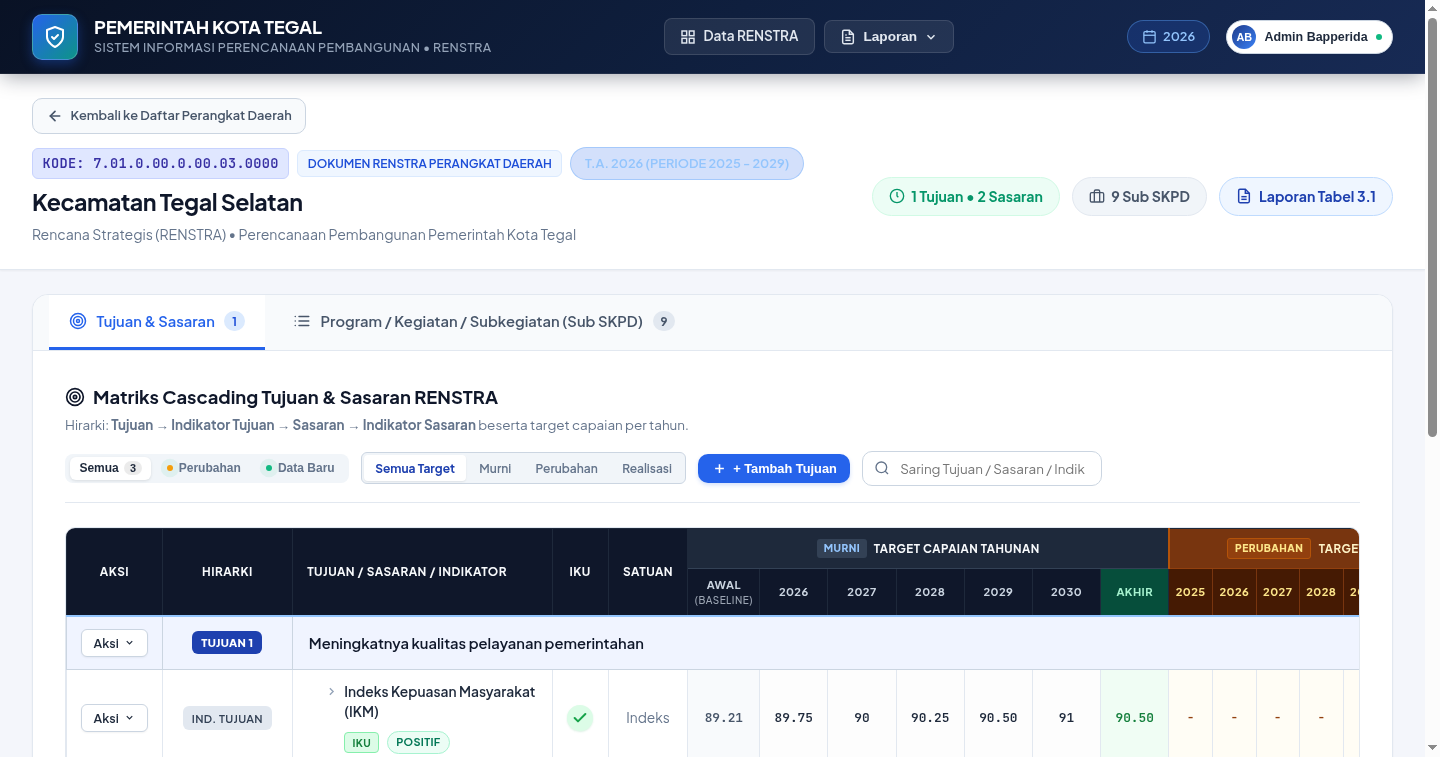 PEMERINTAH KOTA TEGAL
SISTEM INFORMASI PERENCANAAN PEMBANGUNAN • RENSTRA
Data RENSTRA
Laporan
2026
AB Admin Bapperida
Kembali ke Daftar Perangkat Daerah
KODE: 7.01.0.00.0.00.03.0000
DOKUMEN RENSTRA PERANGKAT DAERAH
T.A. 2026 (PERIODE 2025 - 2029)
Kecamatan Tegal Selatan
Rencana Strategis (RENSTRA) • Perencanaan Pembangunan Pemerintah Kota Tegal
1 Tujuan • 2 Sasaran
9 Sub SKPD
Laporan Tabel 3.1
Tujuan & Sasaran 1
Program / Kegiatan / Subkegiatan (Sub SKPD) 9
Matriks Cascading Tujuan & Sasaran RENSTRA
Hirarki: Tujuan → Indikator Tujuan → Sasaran → Indikator Sasaran beserta target capaian per tahun.
Semua 3
Perubahan
Data Baru
Semua Target
Murni
Perubahan
Realisasi
+ + Tambah Tujuan
Saring Tujuan / Sasaran / Indik
AKSI
HIRARKI
TUJUAN / SASARAN / INDIKATOR
IKU
SATUAN
MURNI TARGET CAPAIAN TAHUNAN
PERUBAHAN TARGE
AWAL
(BASELINE)
2026
2027
2028
2029
2030
AKHIR
2025
2026
2027
2028
Aksi
TUJUAN 1
Meningkatnya kualitas pelayanan pemerintahan
Aksi
IND. TUJUAN
Indeks Kepuasan Masyarakat
(IKM)
IKU
POSITIF
Indeks
89.21
89.75
90
90.25
90.50
91
90.50
-
-
-
-